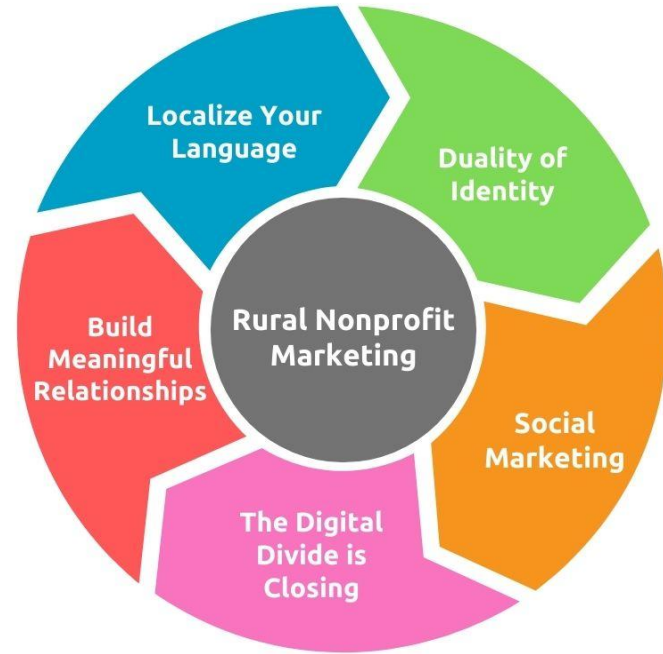 Localize Your
Language
Duality of
Identity
Social
Marketing
The Digital
Divide is
Closing
Build
Meaningful
Relationships
Rural Nonprofit
Marketing